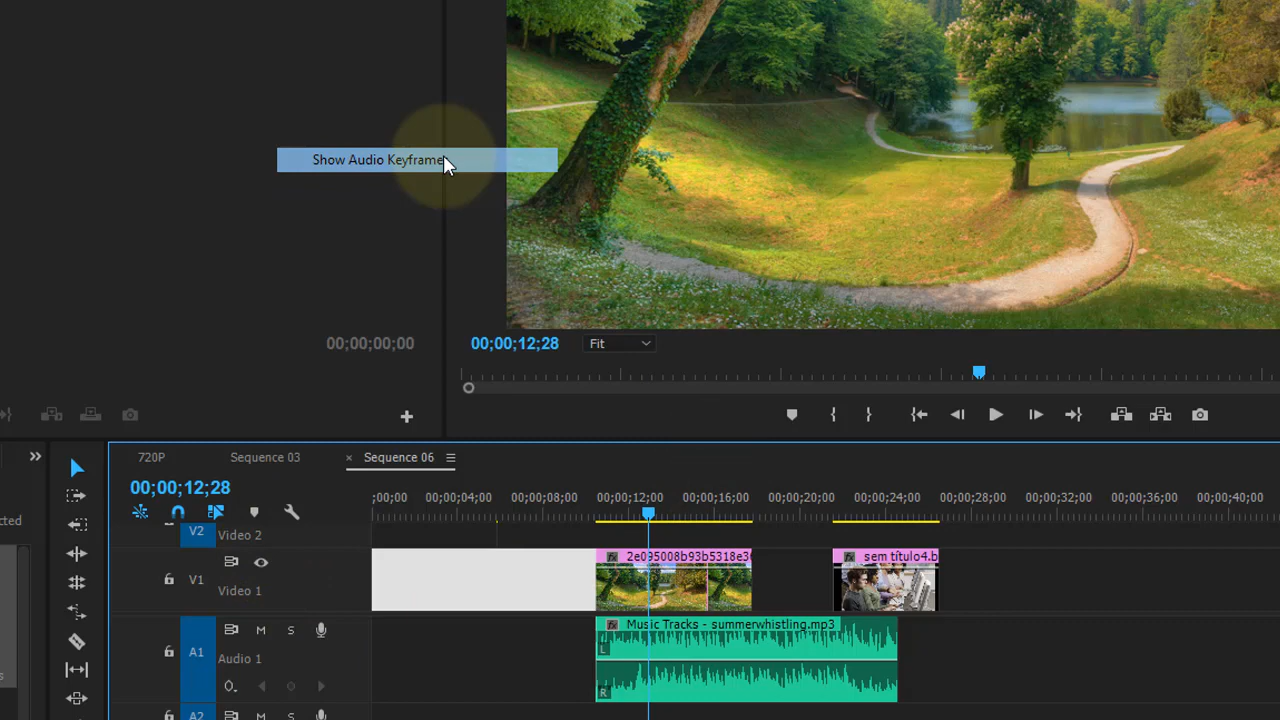 Show Audio Keyframe
00;00;00;00
00;00;12;28
Fit
720P
Sequence 03
× Sequence 06
00;00;12;28
;00;00
00;00;04;00
00;00;08;00
00;00;12;00
00;00;16;00
00;00;20;00
00;00;24;00
00;00;28;00
00;00;32;00
00;00;36;00
00;00;40;00
cted
V2
Video 2
fx
2e095008b93b5318e3
fx
sem título4.b
V1
Video 1
fx
Music Tracks - summerwhistling.mp3
M
S
L
A1
Audio 1
s
R
A2
M
S